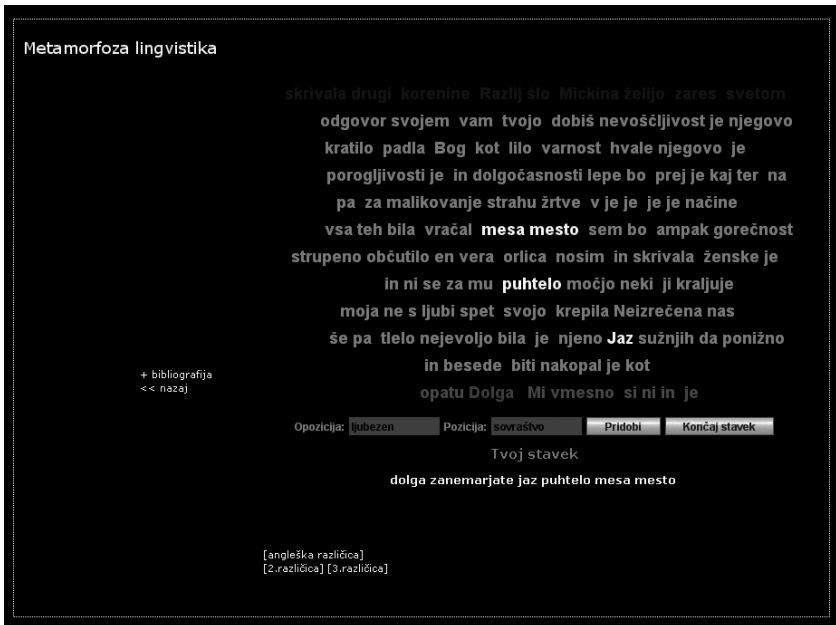 Metamorfoza lingvistika
skrivala drugi korenine Razlij šlo Mickina želijo zares svetom
odgovor svojem vam tvojo dobiš nevoščljivost je njegovo
kratilo padla Bog kot lilo varnost hvale njegovo je
porogljivosti je in dolgočasnosti lepe bo prej je kaj ter na
pa za malikovanje strahu žrtve v je je je je načine
vsa teh bila vračal mesa mesto sem bo ampak gorečnost
strupeno občutilo en vera orlica nosim in skrivala ženske je
in ni se za mu puhtelo močjo neki ji kraljuje
moja ne s ljubi spet svojo krepila Neizrečena nas
še pa tlelo nejevoljo bila je njeno Jaz sužnjih da ponižno
in besede biti nakopal je kot
opatu Dolga Mi vmesno si ni in je
+ bibliografija
<< nazaj
Opozicija: ljubezen Pozicija: sovraštvo Pridobi Končaj stavek
Tvoj stavek
dolga zanemarjate jaz puhtelo mesa mesto
[angleška različica]
[2.različica] [3.različica]